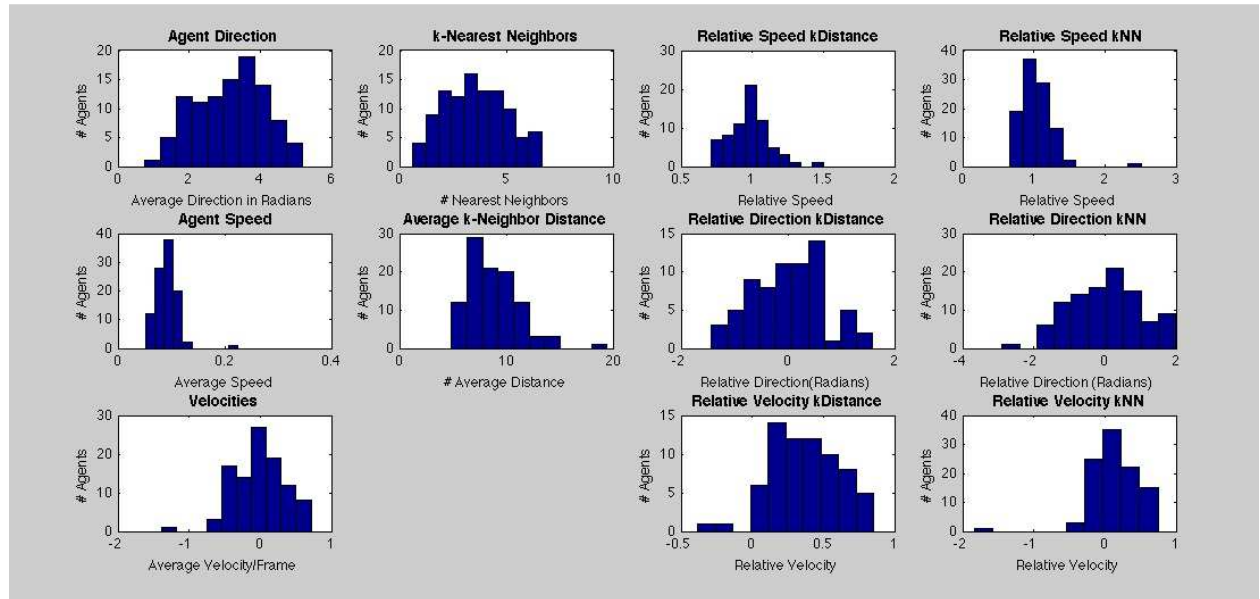 Agent Direction
20
15
10
5
0
# Agents
0 2 4 6
Average Direction in Radians
k-Nearest Neighbors
20
15
10
5
0
# Agents
0 5 10
# Nearest Neighbors
Relative Speed kDistance
30
20
10
0
# Agents
0.5 1 1.5 2
Relative Speed
Relative Speed kNN
40
30
20
10
0
# Agents
0 1 2 3
Relative Speed
Agent Speed
40
30
20
10
0
# Agents
0 0.2 0.4
Average Speed
Average k-Neighbor Distance
30
20
10
0
# Agents
0 10 20
# Average Distance
Relative Direction kDistance
15
10
5
0
# Agents
-2 0 2
Relative Direction(Radians)
Relative Direction kNN
30
20
10
0
# Agents
-4 -2 0 2
Relative Direction (Radians)
Velocities
30
20
10
0
# Agents
-2 -1 0 1
Average Velocity/Frame
Relative Velocity kDistance
15
10
5
0
# Agents
-0.5 0 0.5 1
Relative Velocity
Relative Velocity kNN
40
30
20
10
0
# Agents
-2 -1 0 1
Relative Velocity